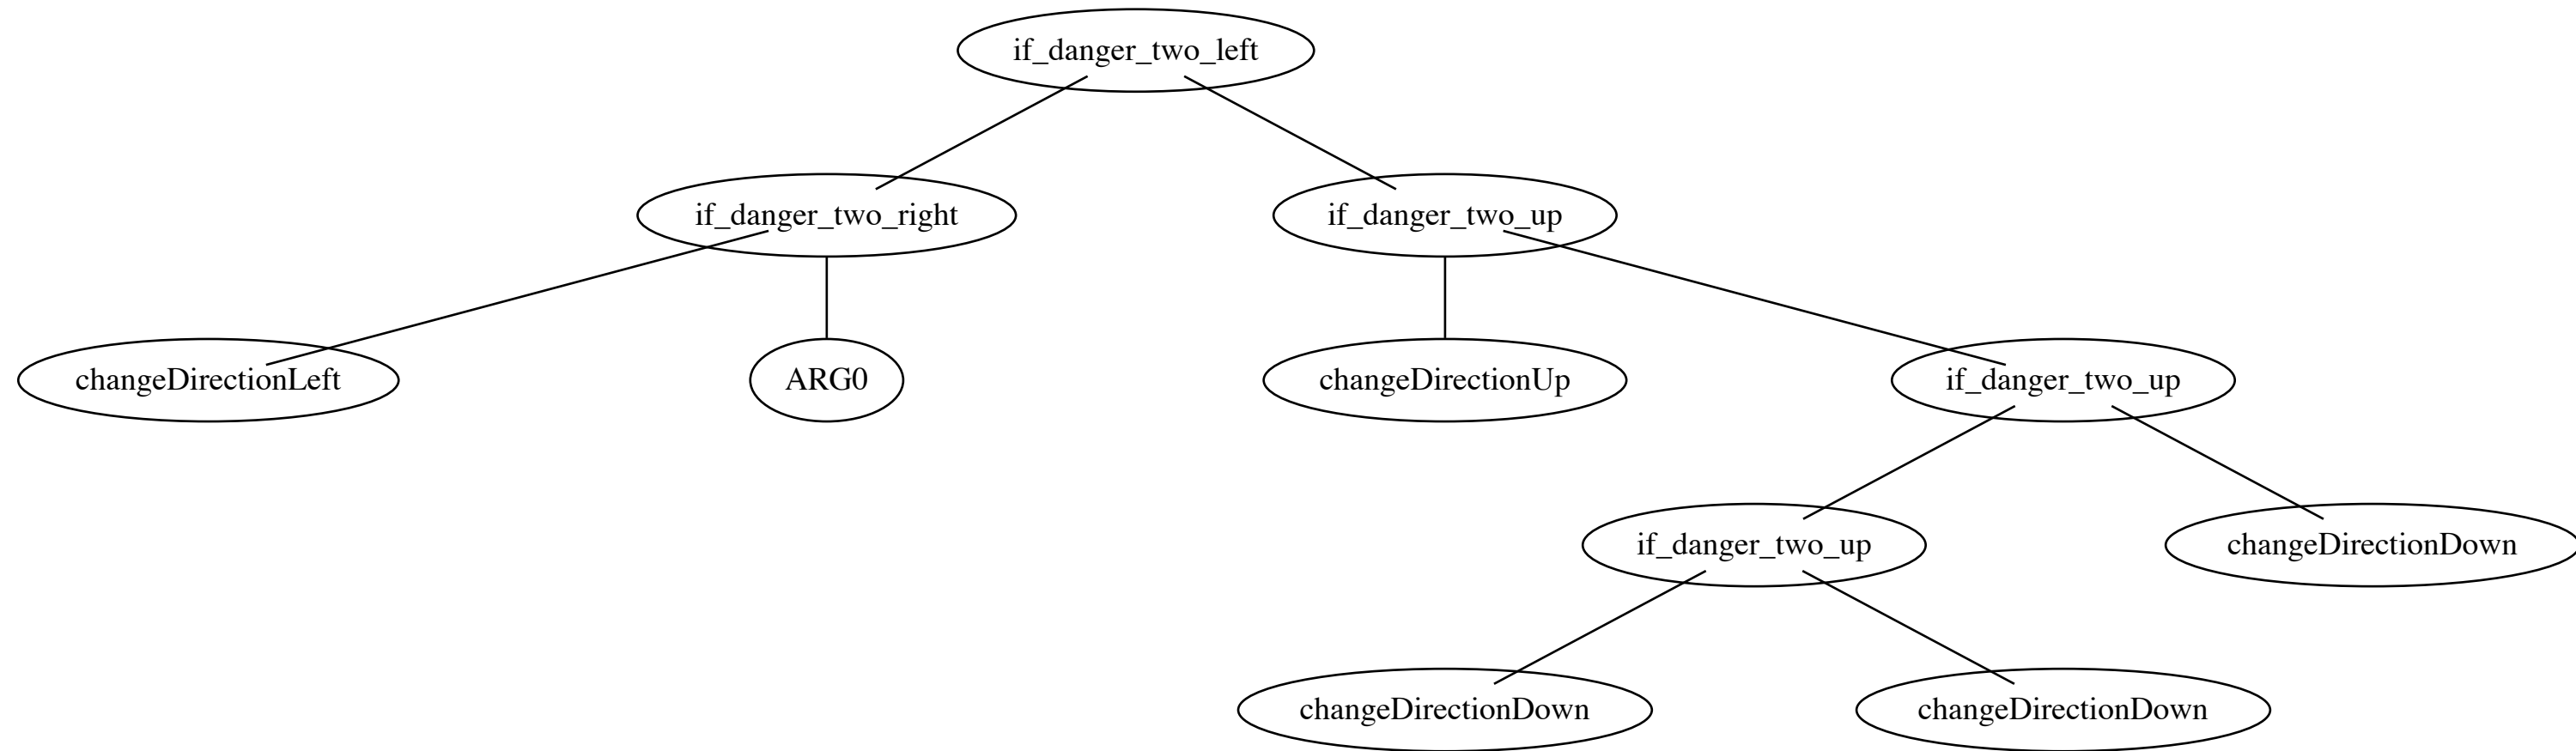 if_danger_two_left
if_danger_two_right
if_danger_two_up
changeDirectionLeft
ARG0
changeDirectionUp
if_danger_two_up
if_danger_two_up
changeDirectionDown
changeDirectionDown
changeDirectionDown